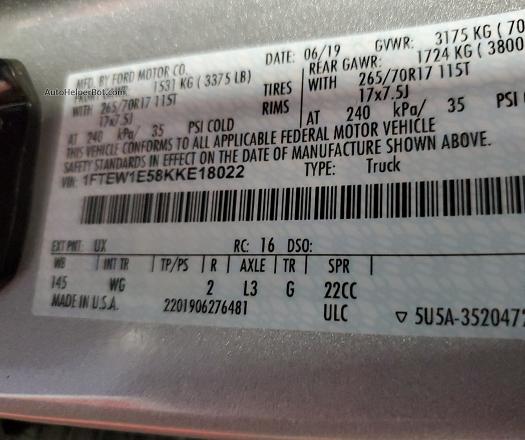 MFD. BY FORD MOTOR CO.
DATE: 06/19 GVWR: 3175 KG (70
1531 KG (3375 LB) REAR GAWR: 1724 KG (3800
AutoHelperBot.com
WITH 265/70R17 115T TIRES WITH 265/70R17 115T
17x7.5J RIMS 17x7.5J
AT 240 kPa/ 35 PSI COLD AT 240 kPa/ 35 PSI
THIS VEHICLE CONFORMS TO ALL APPLICABLE FEDERAL MOTOR VEHICLE
SAFETY STANDARDS IN EFFECT ON THE DATE OF MANUFACTURE SHOWN ABOVE.
VIN: 1FTEW1E58KKE18022 TYPE: Truck
EXT PNT: UX RC: 16 DSO:
WB INT TR TP/PS R AXLE TR SPR
145 WG 2 L3 G 22CC
MADE IN U.S.A. 2201906276481 ULC ▽ 5U5A-3520472